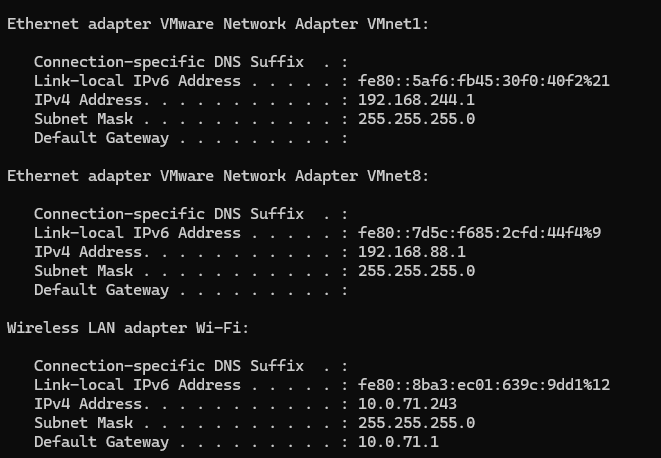 Ethernet adapter VMware Network Adapter VMnet1:
Connection-specific DNS Suffix  . :
Link-local IPv6 Address . . . . . : fe80::5af6:fb45:30f0:40f2%21
IPv4 Address. . . . . . . . . . . : 192.168.244.1
Subnet Mask . . . . . . . . . . . : 255.255.255.0
Default Gateway . . . . . . . . . :
Ethernet adapter VMware Network Adapter VMnet8:
Connection-specific DNS Suffix  . :
Link-local IPv6 Address . . . . . : fe80::7d5c:f685:2cfd:44f4%9
IPv4 Address. . . . . . . . . . . : 192.168.88.1
Subnet Mask . . . . . . . . . . . : 255.255.255.0
Default Gateway . . . . . . . . . :
Wireless LAN adapter Wi-Fi:
Connection-specific DNS Suffix  . :
Link-local IPv6 Address . . . . . : fe80::8ba3:ec01:639c:9dd1%12
IPv4 Address. . . . . . . . . . . : 10.0.71.243
Subnet Mask . . . . . . . . . . . : 255.255.255.0
Default Gateway . . . . . . . . . : 10.0.71.1